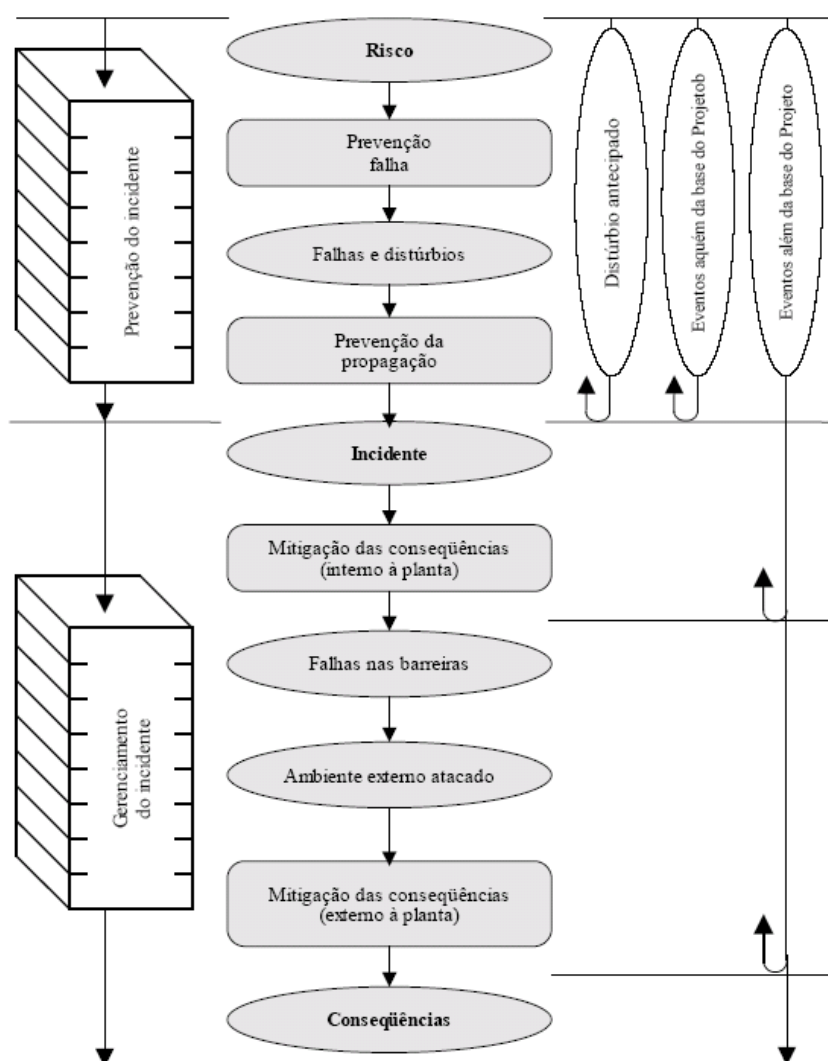 Risco
Prevenção
falha
Falhas e distúrbios
Prevenção da
propagação
Incidente
Mitigação das conseqüências
(interno à planta)
Falhas nas barreiras
Ambiente externo atacado
Mitigação das conseqüências
(externo à planta)
Conseqüências
Prevenção do incidente
Gerenciamento
do incidente
Distúrbio antecipado
Eventos aquém da base do Projetob
Eventos além da base do Projeto